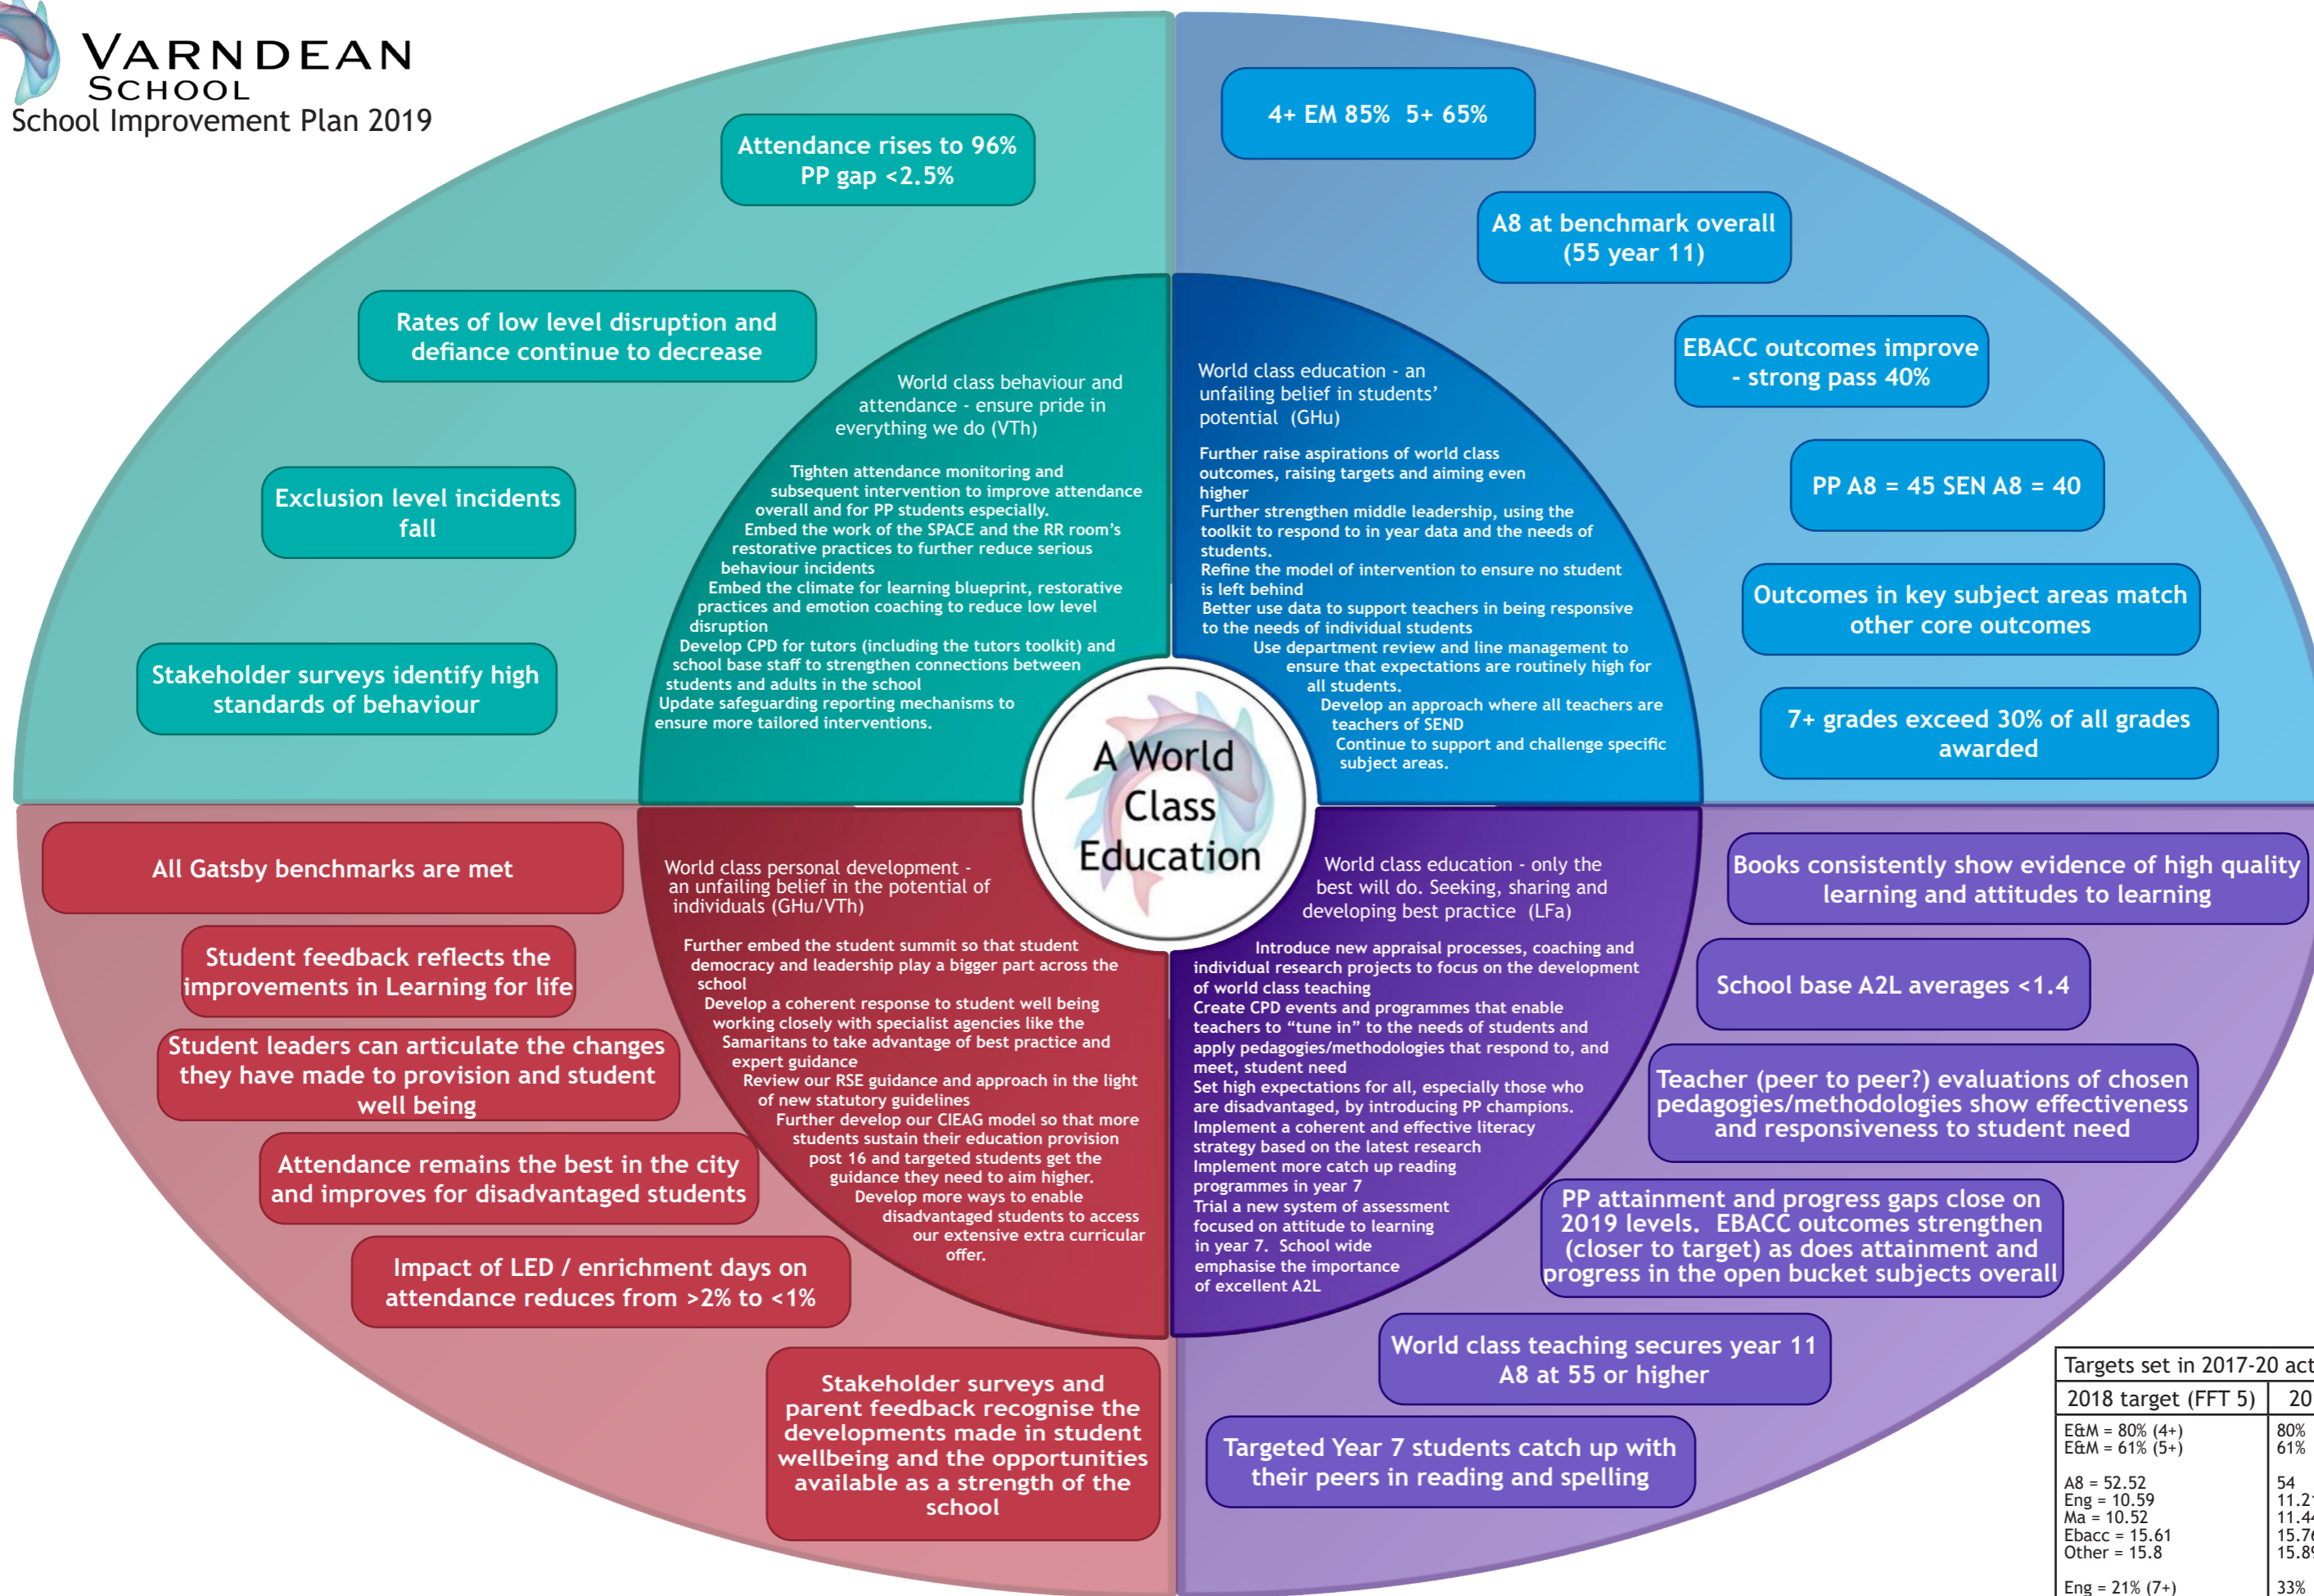 VARNDEAN
SCHOOL
School Improvement Plan 2019
Attendance rises to 96%
PP gap <2.5%
Rates of low level disruption and
defiance continue to decrease
Exclusion level incidents
fall
Stakeholder surveys identify high
standards of behaviour
World class behaviour and
attendance - ensure pride in
everything we do (VTh)
Tighten attendance monitoring and
subsequent intervention to improve attendance
overall and for PP students especially.
Embed the work of the SPACE and the RR room's
restorative practices to further reduce serious
behaviour incidents
Embed the climate for learning blueprint, restorative
practices and emotion coaching to reduce low level
disruption
Develop CPD for tutors (including the tutors toolkit) and
school base staff to strengthen connections between
students and adults in the school
Update safeguarding reporting mechanisms to
ensure more tailored interventions.
4+ EM 85%  5+ 65%
A8 at benchmark overall
(55 year 11)
EBACC outcomes improve
- strong pass 40%
PP A8 = 45 SEN A8 = 40
Outcomes in key subject areas match
other core outcomes
7+ grades exceed 30% of all grades
awarded
World class education - an
unfailing belief in students'
potential  (GHu)
Further raise aspirations of world class
outcomes, raising targets and aiming even
higher
Further strengthen middle leadership, using the
toolkit to respond to in year data and the needs of
students.
Refine the model of intervention to ensure no student
is left behind
Better use data to support teachers in being responsive
to the needs of individual students
Use department review and line management to
ensure that expectations are routinely high for
all students.
Develop an approach where all teachers are
teachers of SEND
Continue to support and challenge specific
subject areas.
A World
Class
Education
All Gatsby benchmarks are met
Student feedback reflects the
improvements in Learning for life
Student leaders can articulate the changes
they have made to provision and student
well being
Attendance remains the best in the city
and improves for disadvantaged students
Impact of LED / enrichment days on
attendance reduces from >2% to <1%
Stakeholder surveys and
parent feedback recognise the
developments made in student
wellbeing and the opportunities
available as a strength of the
school
World class personal development -
an unfailing belief in the potential of
individuals (GHu/VTh)
Further embed the student summit so that student
democracy and leadership play a bigger part across the
school
Develop a coherent response to student well being
working closely with specialist agencies like the
Samaritans to take advantage of best practice and
expert guidance
Review our RSE guidance and approach in the light
of new statutory guidelines
Further develop our CIEAG model so that more
students sustain their education provision
post 16 and targeted students get the
guidance they need to aim higher.
Develop more ways to enable
disadvantaged students to access
our extensive extra curricular
offer.
World class education - only the
best will do. Seeking, sharing and
developing best practice  (LFa)
Introduce new appraisal processes, coaching and
individual research projects to focus on the development
of world class teaching
Create CPD events and programmes that enable
teachers to "tune in" to the needs of students and
apply pedagogies/methodologies that respond to, and
meet, student need
Set high expectations for all, especially those who
are disadvantaged, by introducing PP champions.
Implement a coherent and effective literacy
strategy based on the latest research
Implement more catch up reading
programmes in year 7
Trial a new system of assessment
focused on attitude to learning
in year 7.  School wide
emphasise the importance
of excellent A2L
Books consistently show evidence of high quality
learning and attitudes to learning
School base A2L averages <1.4
Teacher (peer to peer?) evaluations of chosen
pedagogies/methodologies show effectiveness
and responsiveness to student need
PP attainment and progress gaps close on
2019 levels.  EBACC outcomes strengthen
(closer to target) as does attainment and
progress in the open bucket subjects overall
World class teaching secures year 11
A8 at 55 or higher
Targeted Year 7 students catch up with
their peers in reading and spelling
Targets set in 2017-20 act
2018 target (FFT 5) 20
E&M = 80% (4+) 80%
E&M = 61% (5+) 61%
A8 = 52.52 54
Eng = 10.59 11.21
Ma = 10.52 11.44
Ebacc = 15.61 15.76
Other = 15.8 15.89
Eng = 21% (7+) 33%